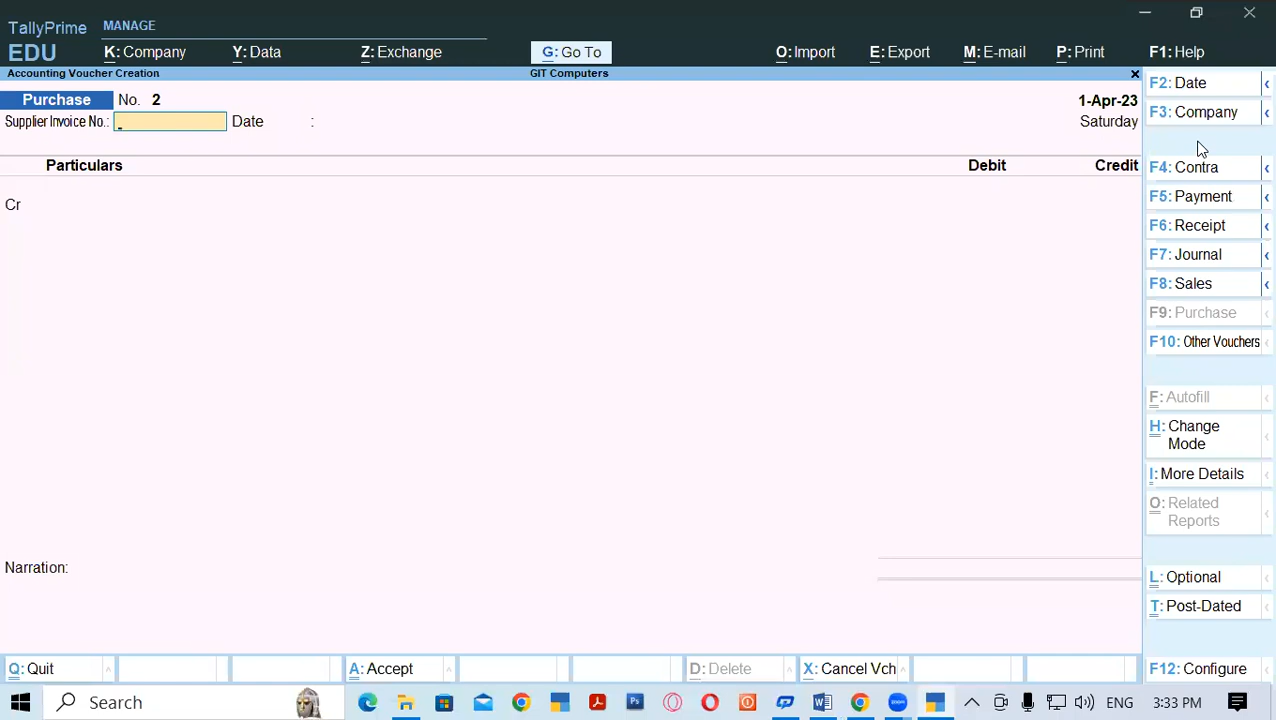 TallyPrime MANAGE
EDU K: Company Y: Data Z: Exchange G: Go To O: Import E: Export M: E-mail P: Print F1: Help
Accounting Voucher Creation GIT Computers ×
Purchase No. 2 1-Apr-23
Supplier Invoice No.: Date : Saturday
Particulars Debit Credit
Cr
Narration:
F2: Date
F3: Company
F4: Contra
F5: Payment
F6: Receipt
F7: Journal
F8: Sales
F9: Purchase
F10: Other Vouchers
F: Autofill
H: Change
Mode
I: More Details
O: Related
Reports
L: Optional
T: Post-Dated
Q: Quit A: Accept D: Delete X: Cancel Vch F12: Configure
Search Ps ENG 3:33 PM